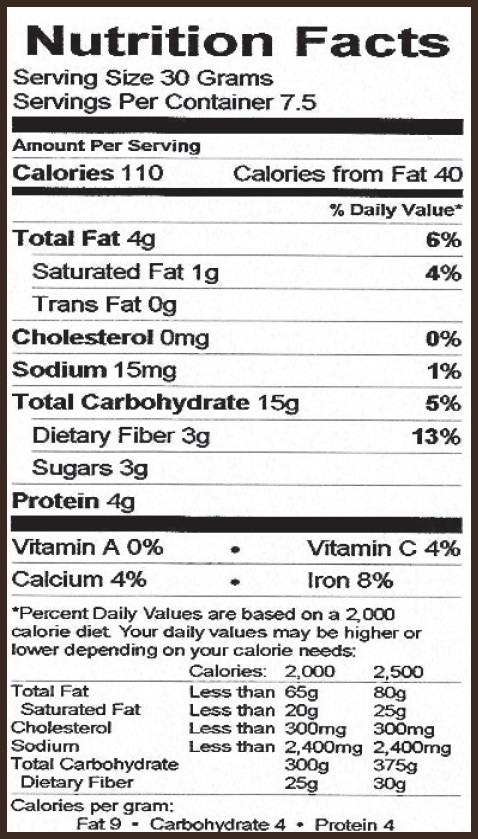 Nutrition Facts
Serving Size 30 Grams
Servings Per Container 7.5
Amount Per Serving
Calories 110 Calories from Fat 40
% Daily Value*
Total Fat 4g 6%
Saturated Fat 1g 4%
Trans Fat 0g
Cholesterol 0mg 0%
Sodium 15mg 1%
Total Carbohydrate 15g 5%
Dietary Fiber 3g 13%
Sugars 3g
Protein 4g
Vitamin A 0% • Vitamin C 4%
Calcium 4% • Iron 8%
*Percent Daily Values are based on a 2,000
calorie diet. Your daily values may be higher or
lower depending on your calorie needs:
Calories: 2,000 2,500
Total Fat Less than 65g 80g
Saturated Fat Less than 20g 25g
Cholesterol Less than 300mg 300mg
Sodium Less than 2,400mg 2,400mg
Total Carbohydrate 300g 375g
Dietary Fiber 25g 30g
Calories per gram:
Fat 9 • Carbohydrate 4 • Protein 4